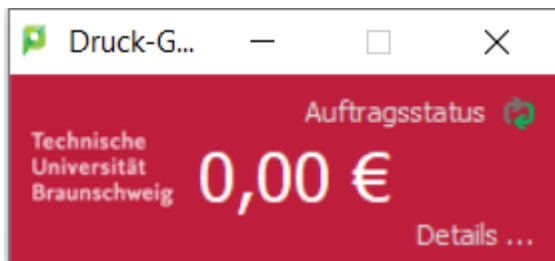 Druck-G...
Auftragsstatus
Technische
Universität
Braunschweig
0,00 €
Details ...